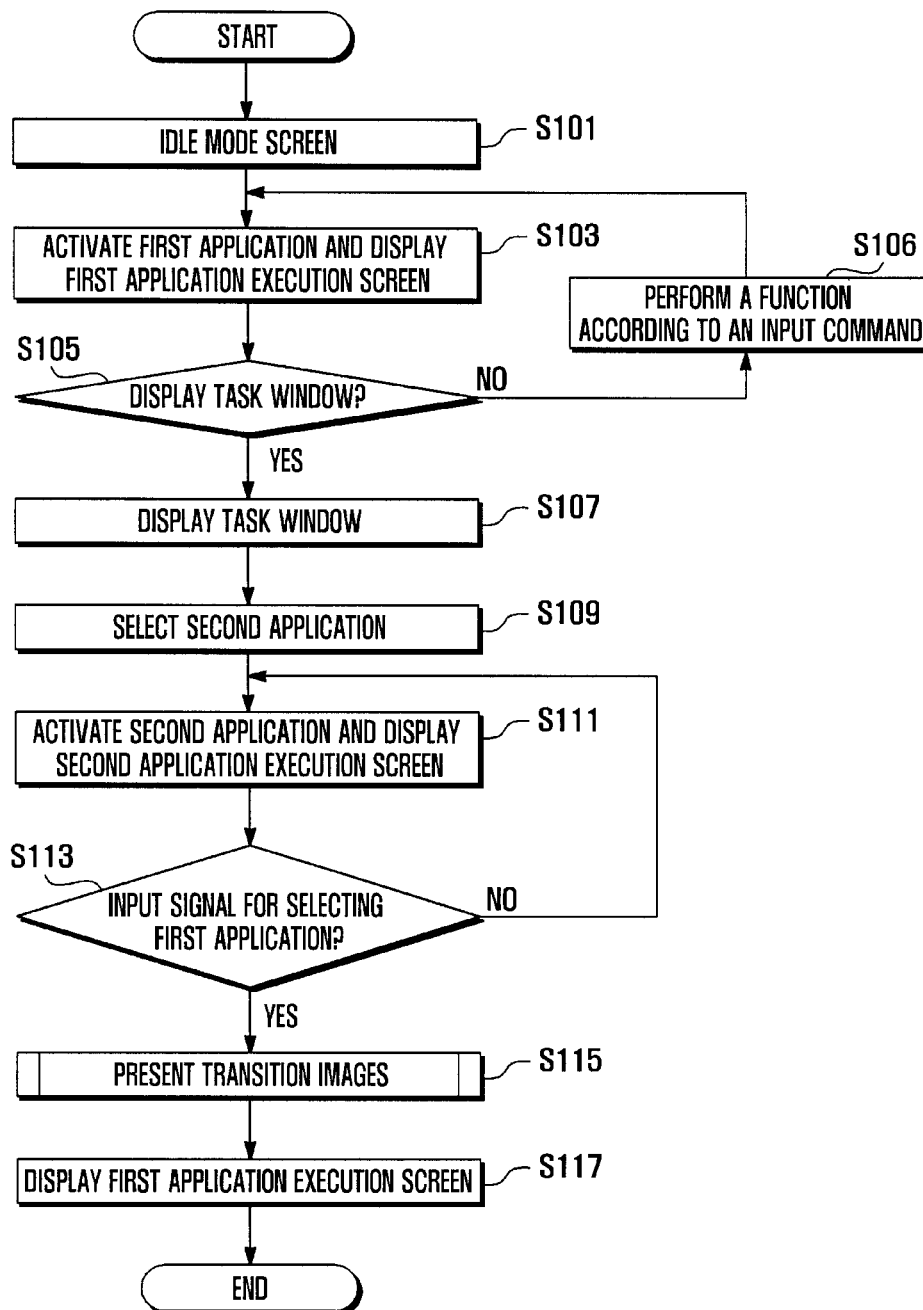 START
IDLE MODE SCREEN
S101
ACTIVATE FIRST APPLICATION AND DISPLAY
FIRST APPLICATION EXECUTION SCREEN
S103
S106
PERFORM A FUNCTION
ACCORDING TO AN INPUT COMMAND
S105
DISPLAY TASK WINDOW?
NO
YES
DISPLAY TASK WINDOW
S107
SELECT SECOND APPLICATION
S109
ACTIVATE SECOND APPLICATION AND DISPLAY
SECOND APPLICATION EXECUTION SCREEN
S111
S113
INPUT SIGNAL FOR SELECTING
FIRST APPLICATION?
NO
YES
PRESENT TRANSITION IMAGES
S115
DISPLAY FIRST APPLICATION EXECUTION SCREEN
S117
END